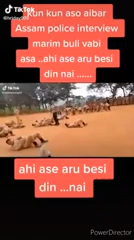 TikTok
@hriday302
kun kun aso aibar
Assam police interview
marim buli vabi
asa ..ahi ase aru besi
din nai ......
TikTok
ahi ase aru besi
din ...nai
PowerDirector